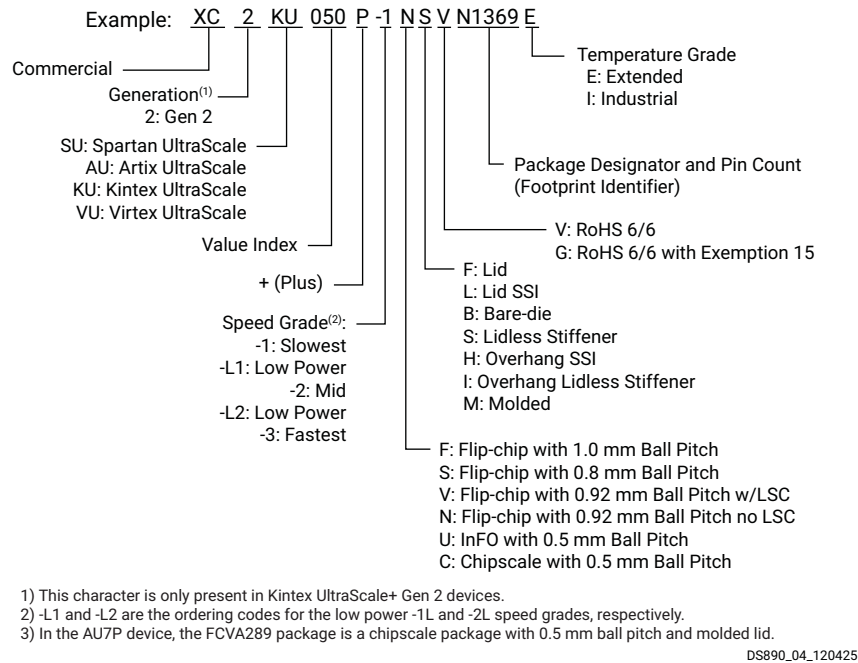 Example: XC 2 KU 050 P -1 N S V N1369 E
Temperature Grade
E: Extended
I: Industrial
Commercial
Generation(1)
2: Gen 2
SU: Spartan UltraScale
AU: Artix UltraScale
KU: Kintex UltraScale
VU: Virtex UltraScale
Package Designator and Pin Count
(Footprint Identifier)
Value Index
V: RoHS 6/6
G: RoHS 6/6 with Exemption 15
+ (Plus)
F: Lid
L: Lid SSI
B: Bare-die
S: Lidless Stiffener
H: Overhang SSI
I: Overhang Lidless Stiffener
M: Molded
Speed Grade(2):
-1: Slowest
-L1: Low Power
-2: Mid
-L2: Low Power
-3: Fastest
F: Flip-chip with 1.0 mm Ball Pitch
S: Flip-chip with 0.8 mm Ball Pitch
V: Flip-chip with 0.92 mm Ball Pitch w/LSC
N: Flip-chip with 0.92 mm Ball Pitch no LSC
U: InFO with 0.5 mm Ball Pitch
C: Chipscale with 0.5 mm Ball Pitch
1) This character is only present in Kintex UltraScale+ Gen 2 devices.
2) -L1 and -L2 are the ordering codes for the low power -1L and -2L speed grades, respectively.
3) In the AU7P device, the FCVA289 package is a chipscale package with 0.5 mm ball pitch and molded lid.
DS890_04_120425